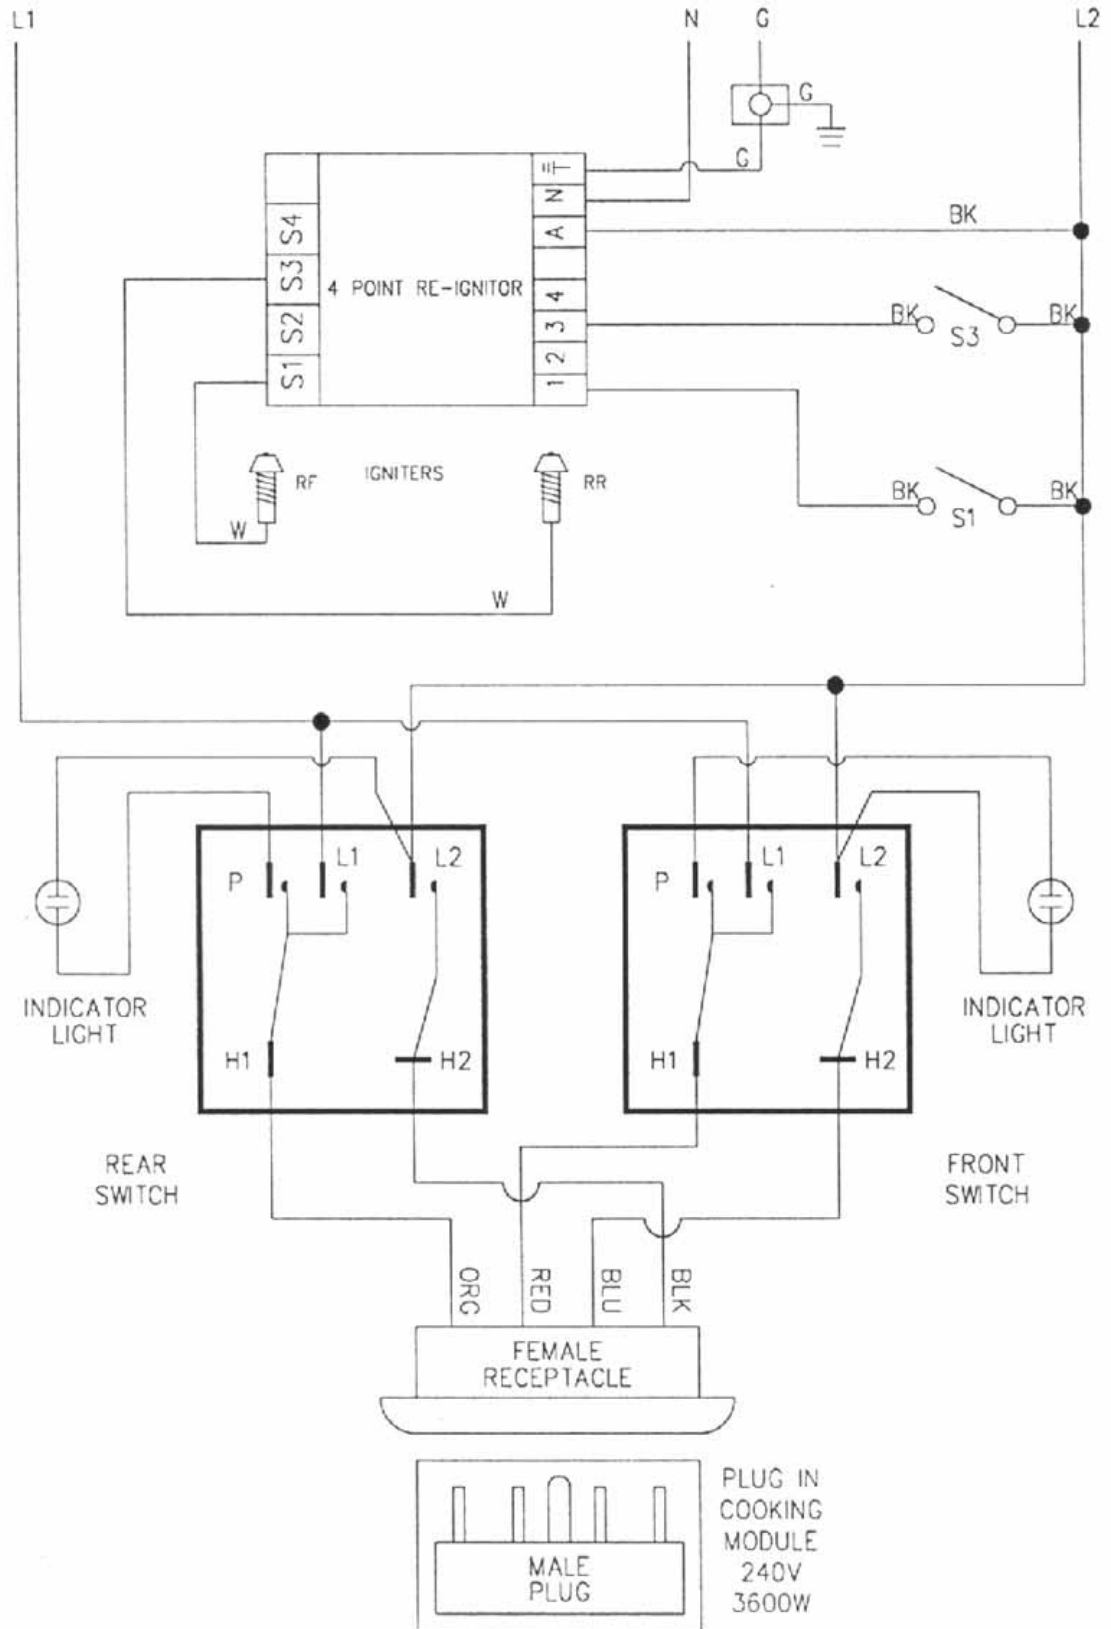 L1
N
G
L2
G
G
N
A
BK
S4
S3
S2
S1
4 POINT RE-IGNITOR
4
3
2
1
BK
S3
BK
RF
IGNITERS
RR
BK
S1
BK
W
W
P
L1
L2
P
L1
L2
INDICATOR
LIGHT
INDICATOR
LIGHT
H1
H2
H1
H2
REAR
SWITCH
FRONT
SWITCH
ORG
RED
BLU
BLK
FEMALE
RECEPTACLE
PLUG IN
COOKING
MODULE
240V
3600W
MALE
PLUG